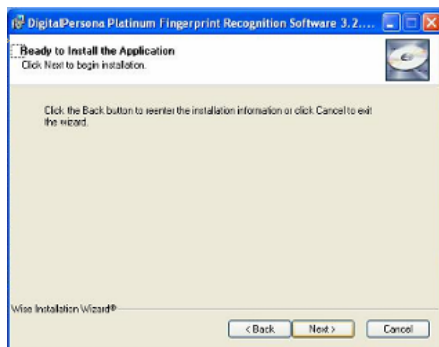 DigitalPersona Platinum Fingerprint Recognition Software 3.2....
Ready to Install the Application
Click Next to begin installation.
Click the Back button to reenter the installation information or click Cancel to exit
the wizard.
Wise Installation Wizard®
< Back
Next >
Cancel